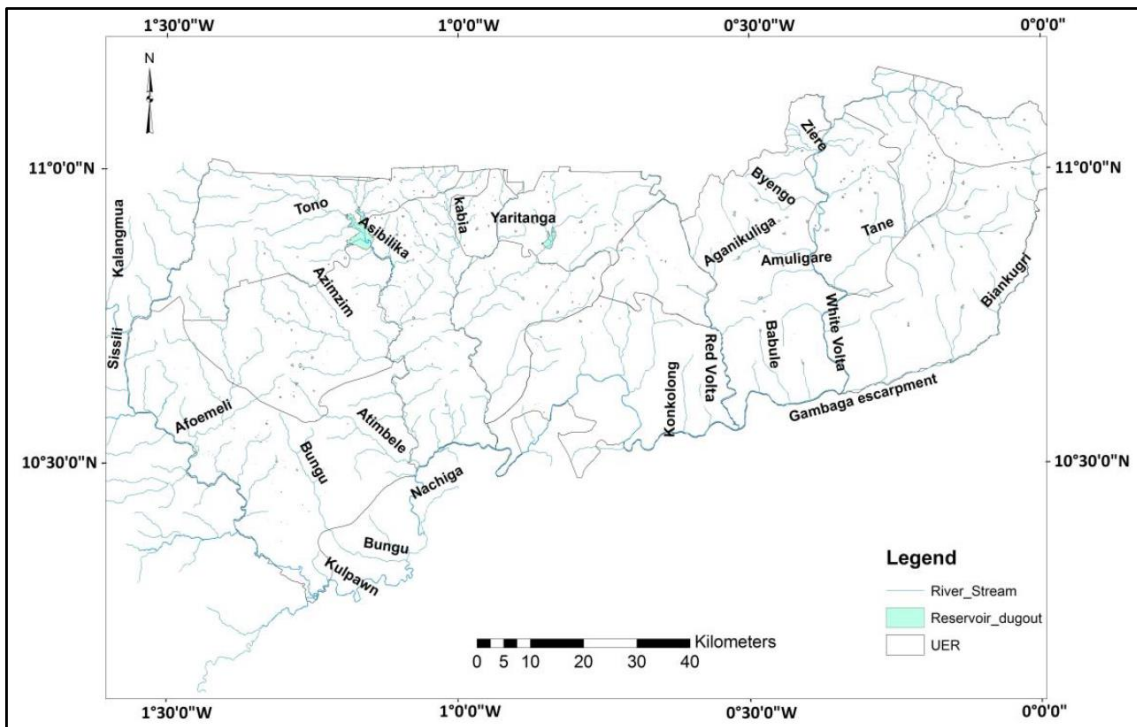 1°30'0"W 1°0'0"W 0°30'0"W 0°0'0"
N
Ziere
11°0'0"N 11°0'0"N
Byengo
Tono
kabia
Yaritanga
Asibilika
Tane
Aganikuliga
Kalangmua
Amuligare
Azimzim
Biankugri
White Volta
Sissili
Babule
Red Volta
Konkolong
Gambaga escarpment
Afoemeli
Atimbele
10°30'0"N 10°30'0"N
Bungu
Nachiga
Bungu
Kulpawn
Legend
River_Stream
Reservoir_dugout
UER
Kilometers
0 5 10 20 30 40
1°30'0"W 1°0'0"W 0°30'0"W 0°0'0"